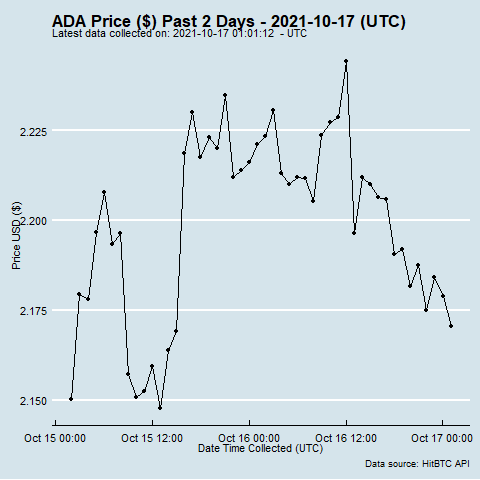 ADA Price ($) Past 2 Days - 2021-10-17 (UTC)
Latest data collected on: 2021-10-17 01:01:12 - UTC
Price USD ($)
2.225
2.200
2.175
2.150
Oct 15 00:00 Oct 15 12:00 Oct 16 00:00 Oct 16 12:00 Oct 17 00:00
Date Time Collected (UTC)
Data source: HitBTC API